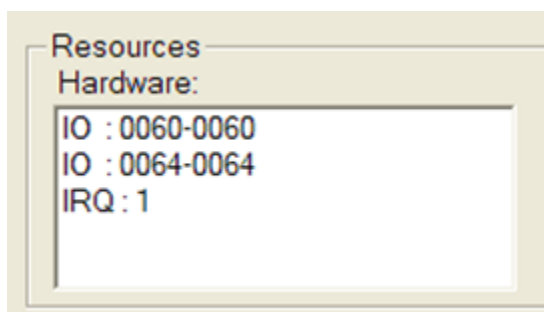 Resources
Hardware:
IO : 0060-0060
IO : 0064-0064
IRQ : 1